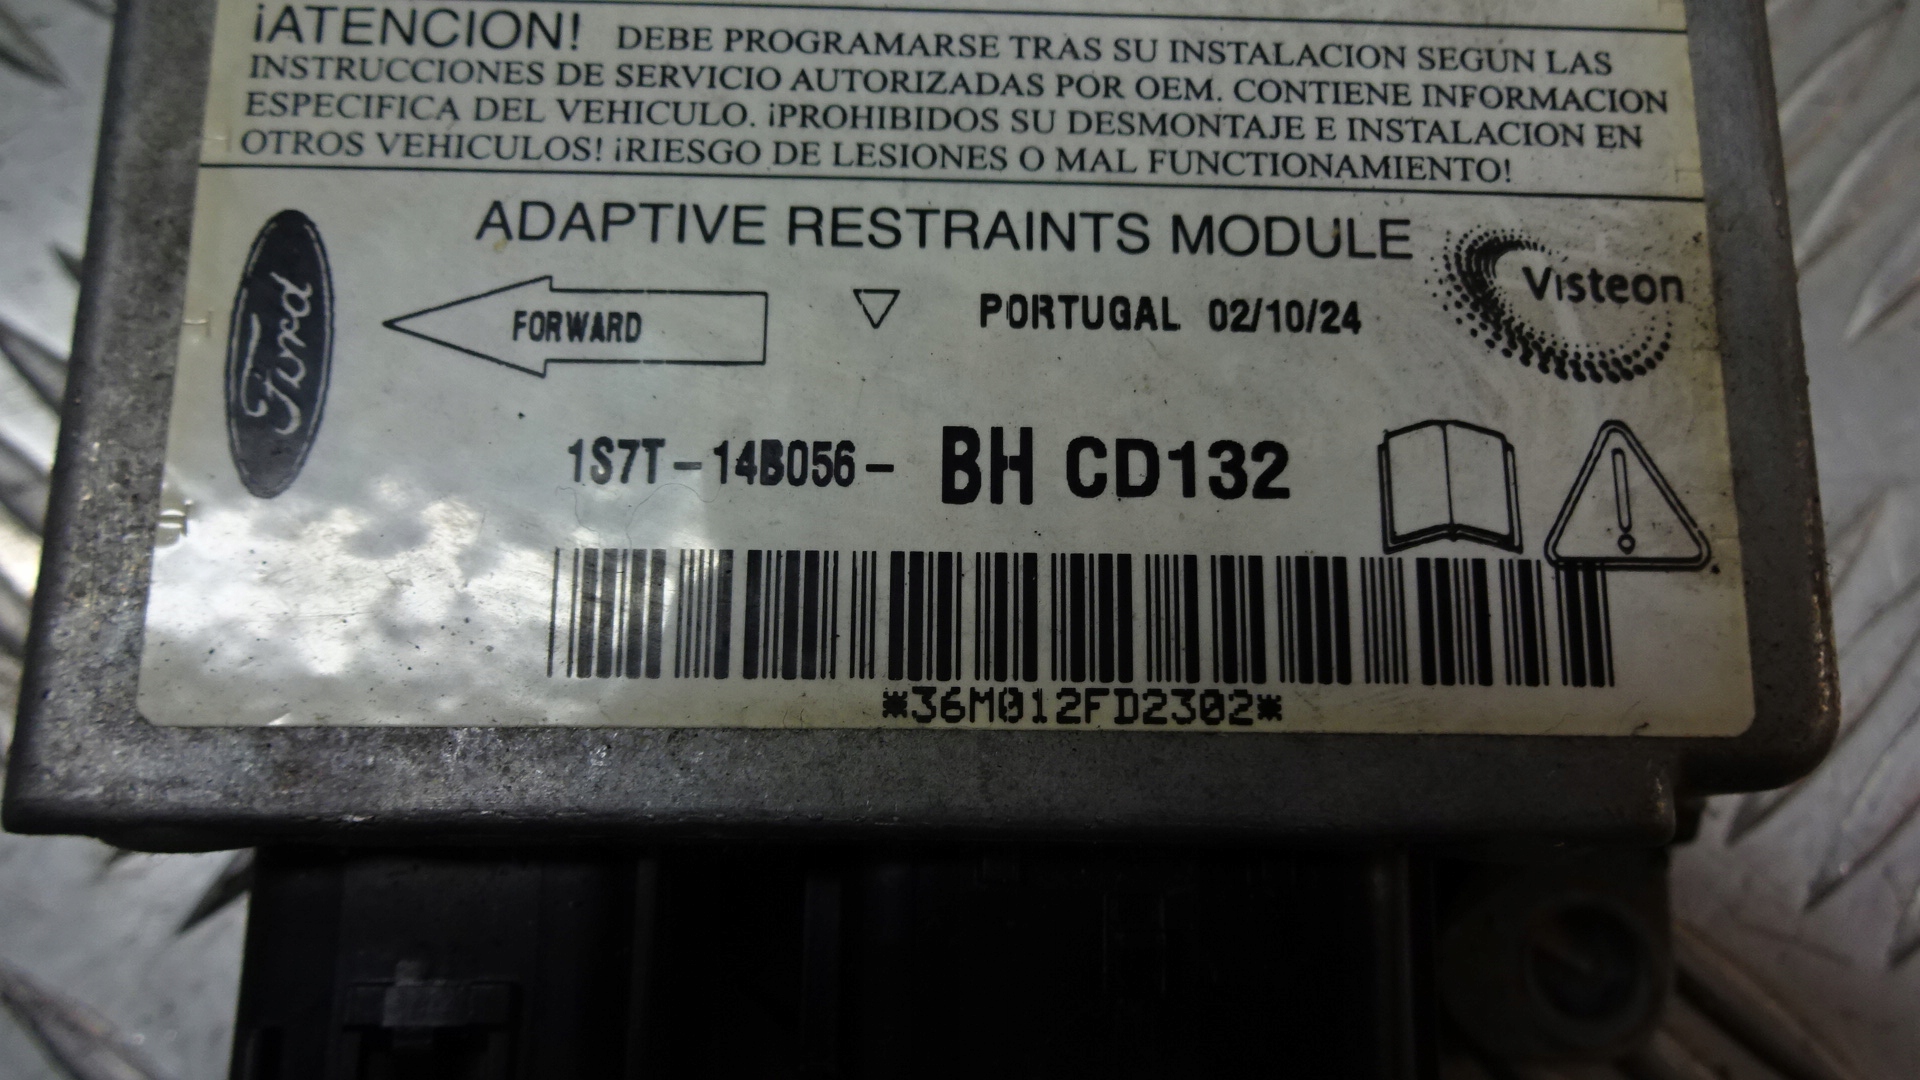 ¡ATENCION! DEBE PROGRAMARSE TRAS SU INSTALACION SEGUN LAS
INSTRUCCIONES DE SERVICIO AUTORIZADAS POR OEM. CONTIENE INFORMACION
ESPECIFICA DEL VEHICULO. ¡PROHIBIDOS SU DESMONTAJE E INSTALACION EN
OTROS VEHICULOS! ¡RIESGO DE LESIONES O MAL FUNCTIONAMIENTO!
ADAPTIVE RESTRAINTS MODULE
Ford
FORWARD
PORTUGAL 02/10/24
Visteon
1S7T-14B056- BH CD132
*36M012FD2302*